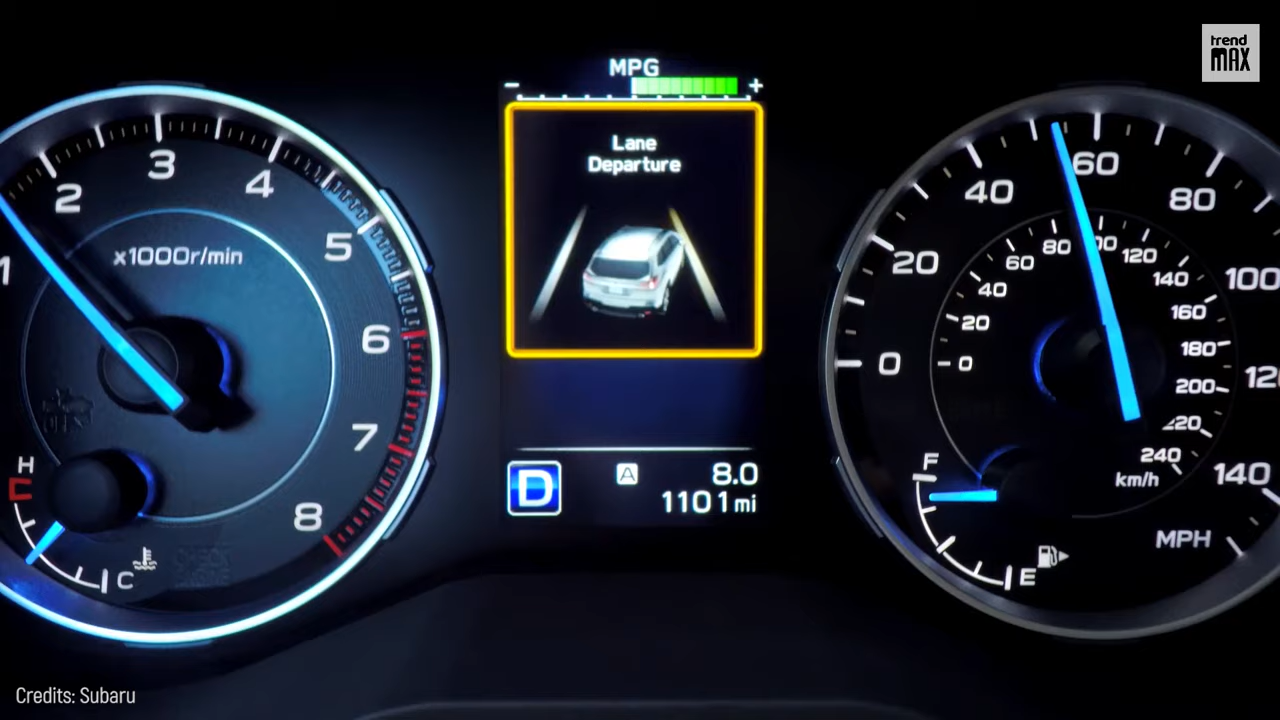 trend
MAX
MPG
- +
Lane
Departure
1
2
3
4
5
6
7
8
x1000r/min
H
C
D
A
8.0
1101 mi
0
20
40
60
80
100
140
0
20
40
60
80
120
140
160
180
200
220
240
km/h
MPH
F
E
Credits: Subaru